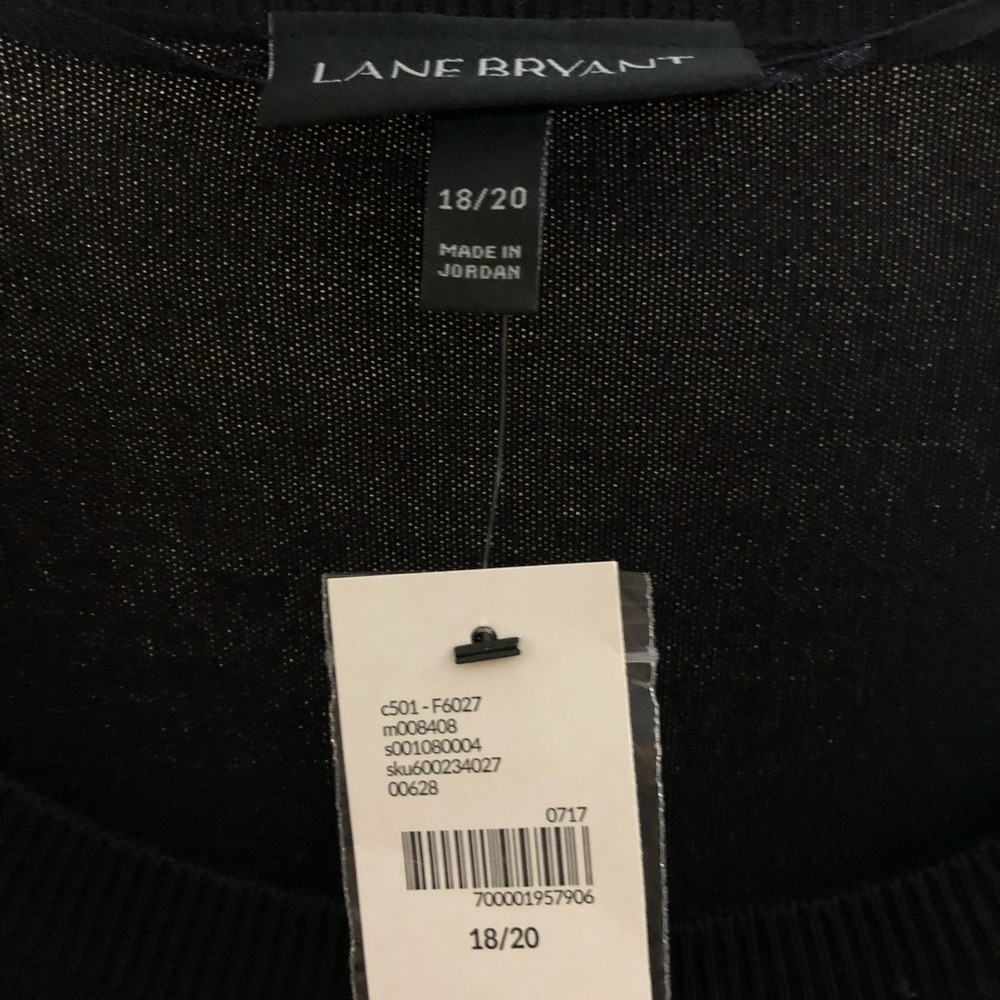 LANE BRYANT
18/20
MADE IN
JORDAN
c501 - F6027
m008408
s001080004
sku600234027
00628
0717
700001957906
18/20